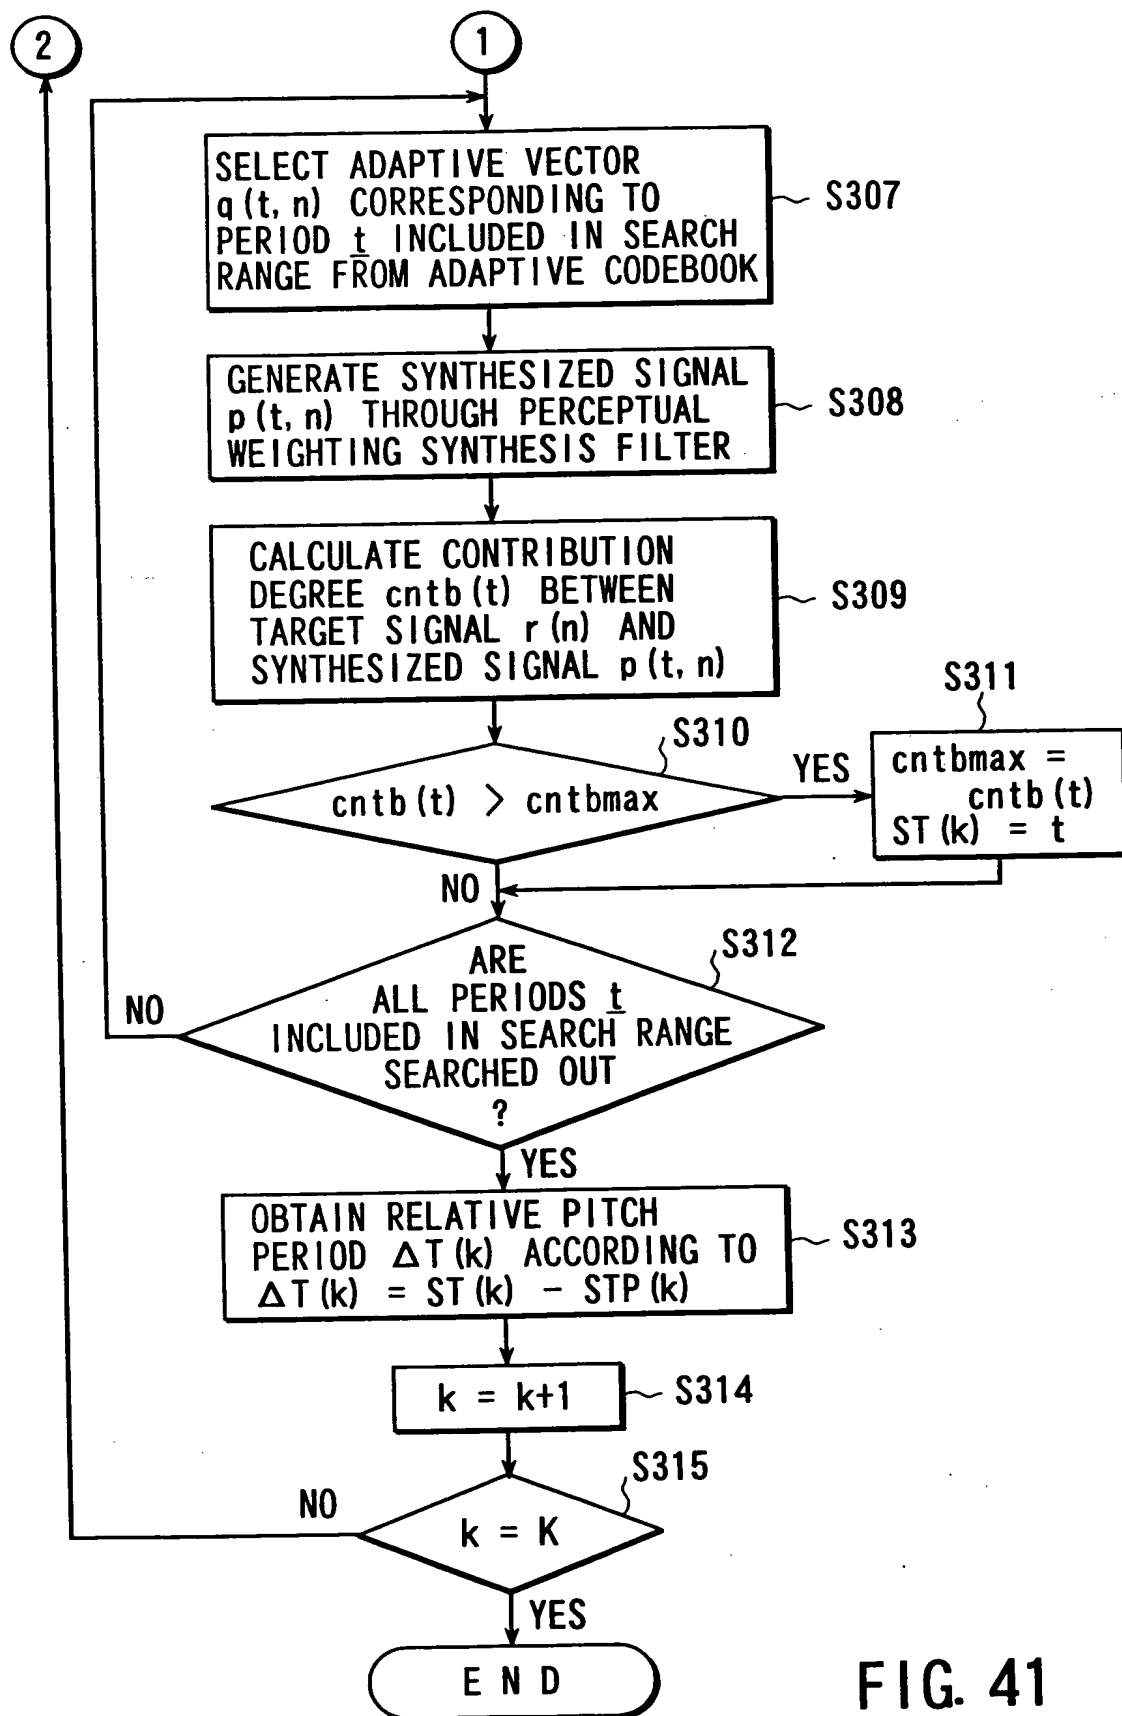 2
1
SELECT ADAPTIVE VECTOR
q(t,n) CORRESPONDING TO
PERIOD t INCLUDED IN SEARCH
RANGE FROM ADAPTIVE CODEBOOK
S307
GENERATE SYNTHESIZED SIGNAL
p(t,n) THROUGH PERCEPTUAL
WEIGHTING SYNTHESIS FILTER
S308
CALCULATE CONTRIBUTION
DEGREE cntb(t) BETWEEN
TARGET SIGNAL r(n) AND
SYNTHESIZED SIGNAL p(t,n)
S309
S310
cntb(t) > cntbmax
YES
S311
cntbmax =
cntb(t)
ST(k) = t
NO
S312
ARE
ALL PERIODS t
INCLUDED IN SEARCH RANGE
SEARCHED OUT
?
NO
YES
OBTAIN RELATIVE PITCH
PERIOD ΔT(k) ACCORDING TO
ΔT(k) = ST(k) - STP(k)
S313
k = k+1
S314
S315
k = K
NO
YES
END
FIG. 41